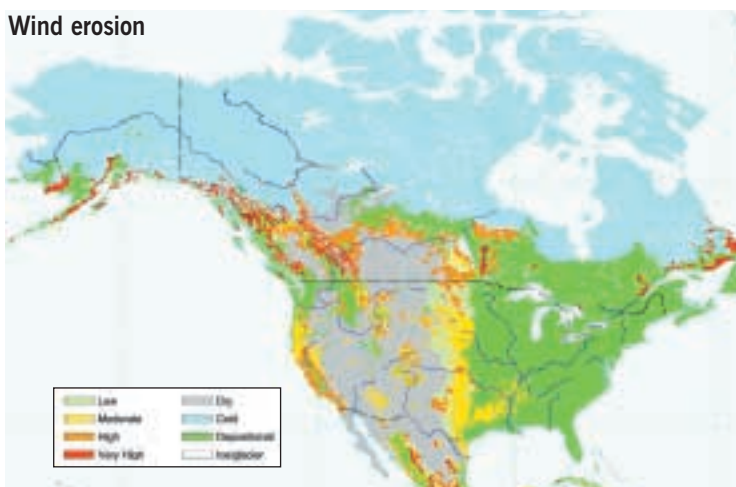 Wind erosion
Low
Moderate
High
Very High
Dry
Cold
Depositional
Ice/glacier